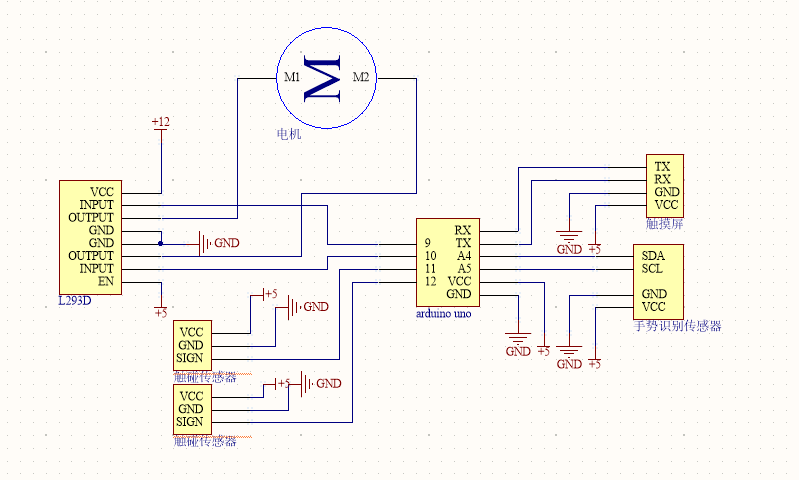 M1
M
M2
电机
+12
VCC
INPUT
OUTPUT
GND
GND
OUTPUT
INPUT
EN
L293D
GND
+5
VCC
GND
SIGN
触碰传感器
+5
GND
VCC
GND
SIGN
触碰传感器
+5
GND
9
10
11
12
RX
TX
A4
A5
VCC
GND
arduino uno
GND
+5
TX
RX
GND
VCC
触摸屏
GND
+5
SDA
SCL
GND
VCC
手势识别传感器
GND
+5